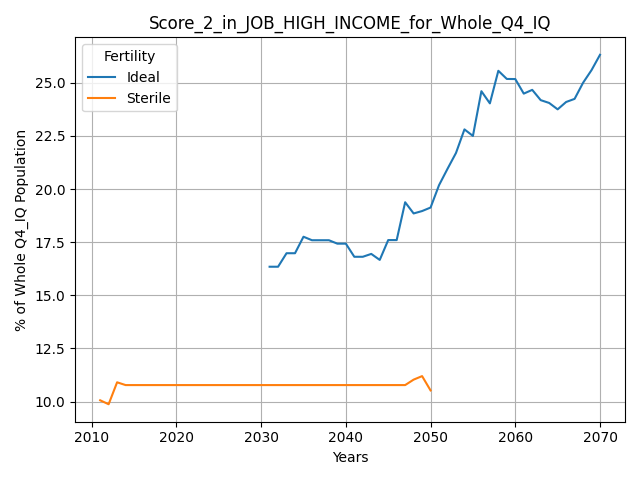 Score_2_in_JOB_HIGH_INCOME_for_Whole_Q4_IQ
Fertility
Ideal
Sterile
% of Whole Q4_IQ Population
25.0
22.5
20.0
17.5
15.0
12.5
10.0
2010 2020 2030 2040 2050 2060 2070
Years